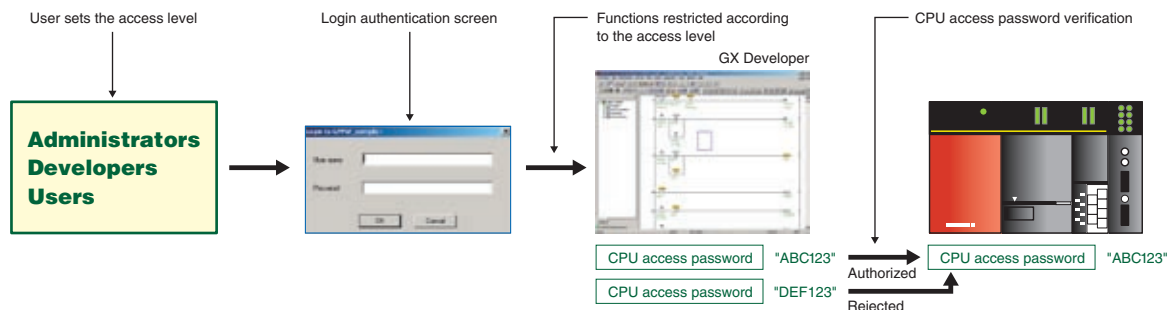 User sets the access level
Login authentication screen
Functions restricted according
to the access level
CPU access password verification
GX Developer
Administrators
Developers
Users
User name
Password
OK
Cancel
CPU access password "ABC123"
Authorized
CPU access password "ABC123"
CPU access password "DEF123"
Rejected